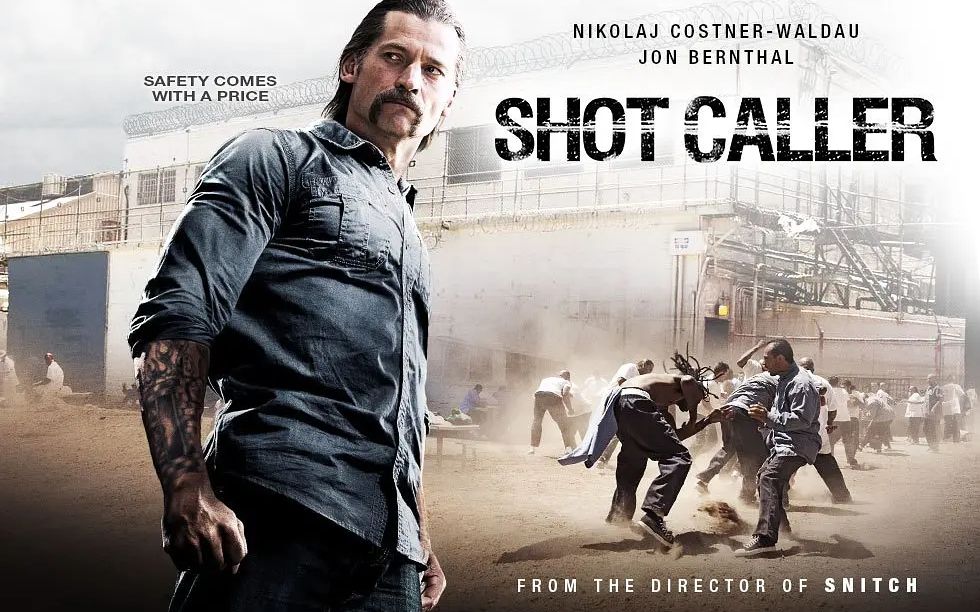 NIKOLAJ COSTNER-WALDAU
JON BERNTHAL
SAFETY COMES
WITH A PRICE
SHOT CALLER
FROM THE DIRECTOR OF SNITCH